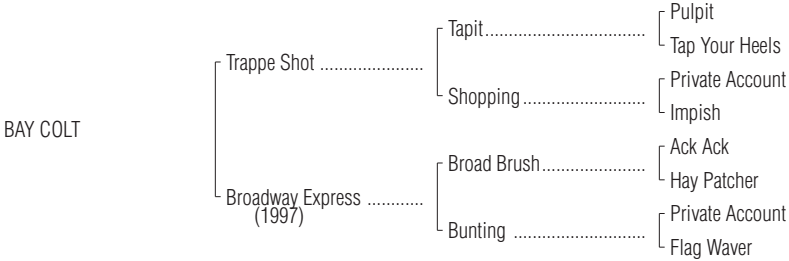 Pulpit
Tapit..................................
Tap Your Heels
Trappe Shot ......................
Private Account
Shopping..........................
Impish
BAY COLT
Ack Ack
Broad Brush......................
Hay Patcher
Broadway Express ............
(1997)
Private Account
Bunting ............................
Flag Waver